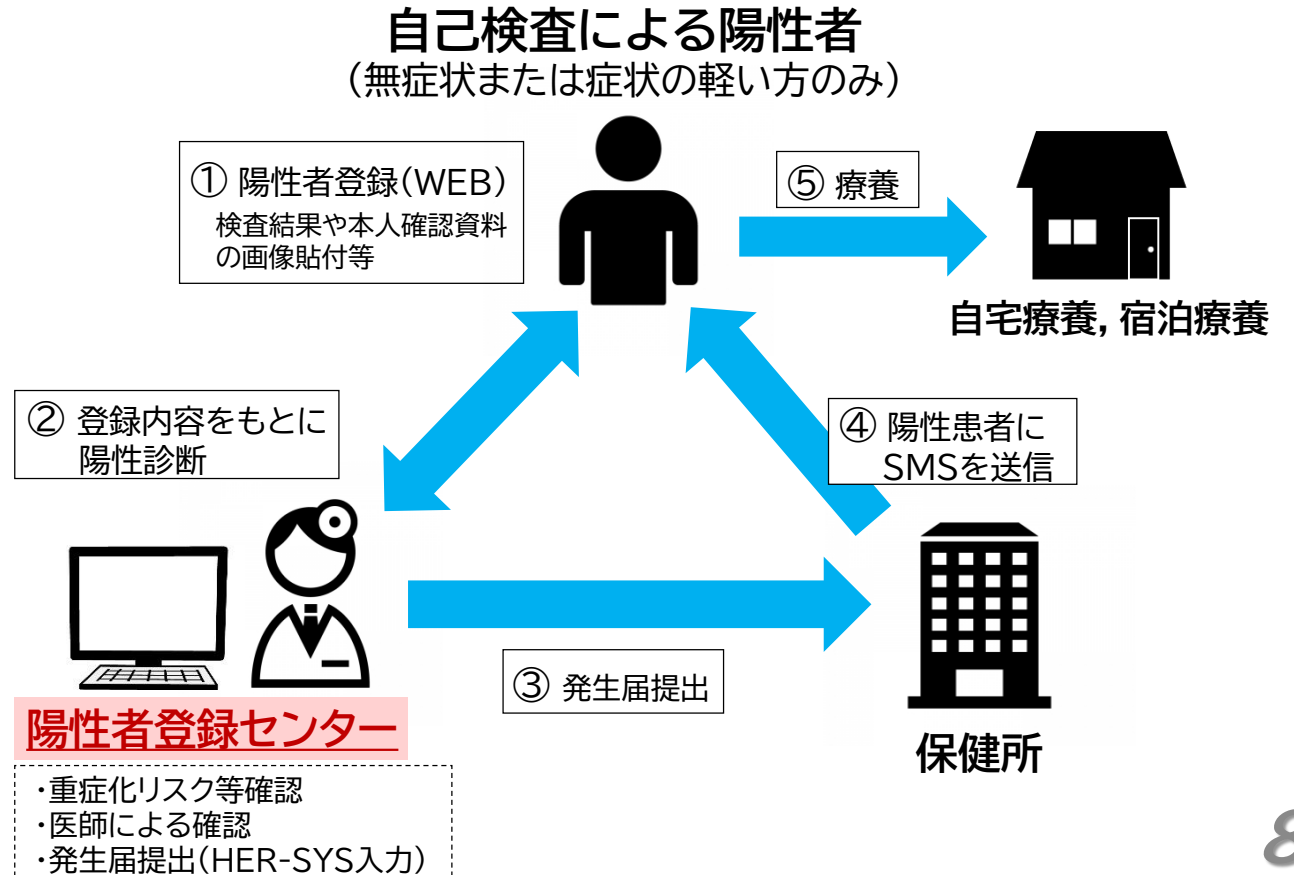 自己検査による陽性者
（無症状または症状の軽い方のみ）
① 陽性者登録（WEB）
検査結果や本人確認資料
の画像貼付等
⑤ 療養
自宅療養, 宿泊療養
② 登録内容をもとに
陽性診断
④ 陽性患者に
SMSを送信
③ 発生届提出
陽性者登録センター
保健所
・重症化リスク等確認
・医師による確認
・発生届提出（HER-SYS入力）
8